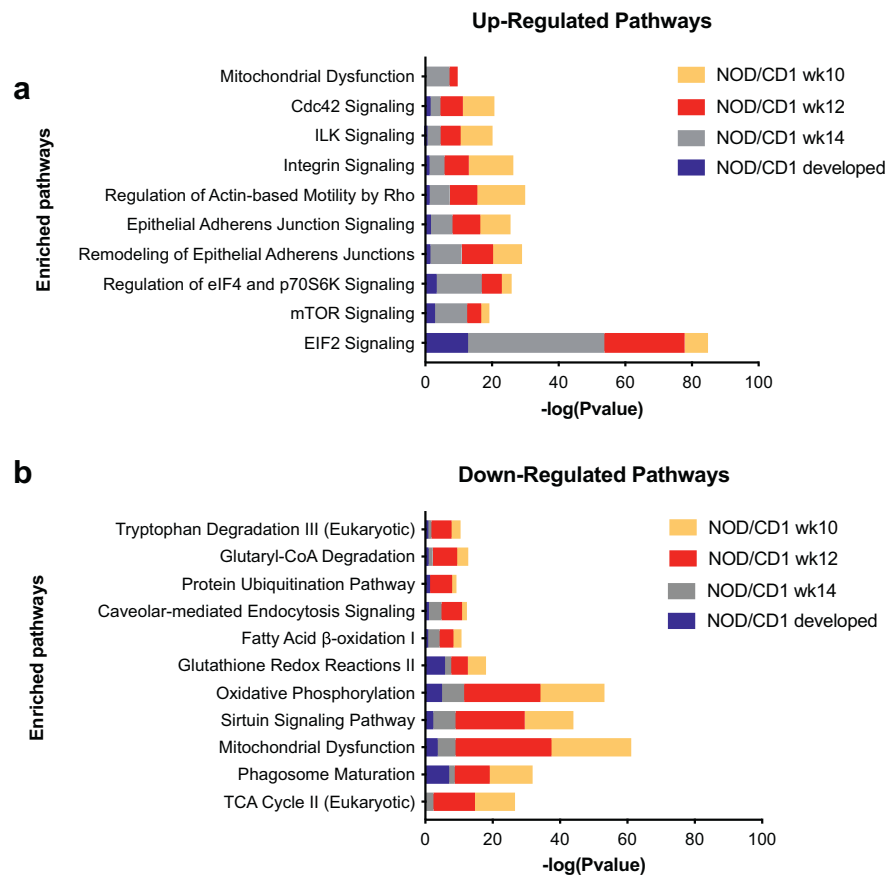 Up-Regulated Pathways
a
Enriched pathways
Mitochondrial Dysfunction
Cdc42 Signaling
ILK Signaling
Integrin Signaling
Regulation of Actin-based Motility by Rho
Epithelial Adherens Junction Signaling
Remodeling of Epithelial Adherens Junctions
Regulation of eIF4 and p70S6K Signaling
mTOR Signaling
EIF2 Signaling
NOD/CD1 wk10
NOD/CD1 wk12
NOD/CD1 wk14
NOD/CD1 developed
0 20 40 60 80 100
-log(Pvalue)
b
Down-Regulated Pathways
Enriched pathways
Tryptophan Degradation III (Eukaryotic)
Glutaryl-CoA Degradation
Protein Ubiquitination Pathway
Caveolar-mediated Endocytosis Signaling
Fatty Acid β-oxidation I
Glutathione Redox Reactions II
Oxidative Phosphorylation
Sirtuin Signaling Pathway
Mitochondrial Dysfunction
Phagosome Maturation
TCA Cycle II (Eukaryotic)
NOD/CD1 wk10
NOD/CD1 wk12
NOD/CD1 wk14
NOD/CD1 developed
0 20 40 60 80 100
-log(Pvalue)